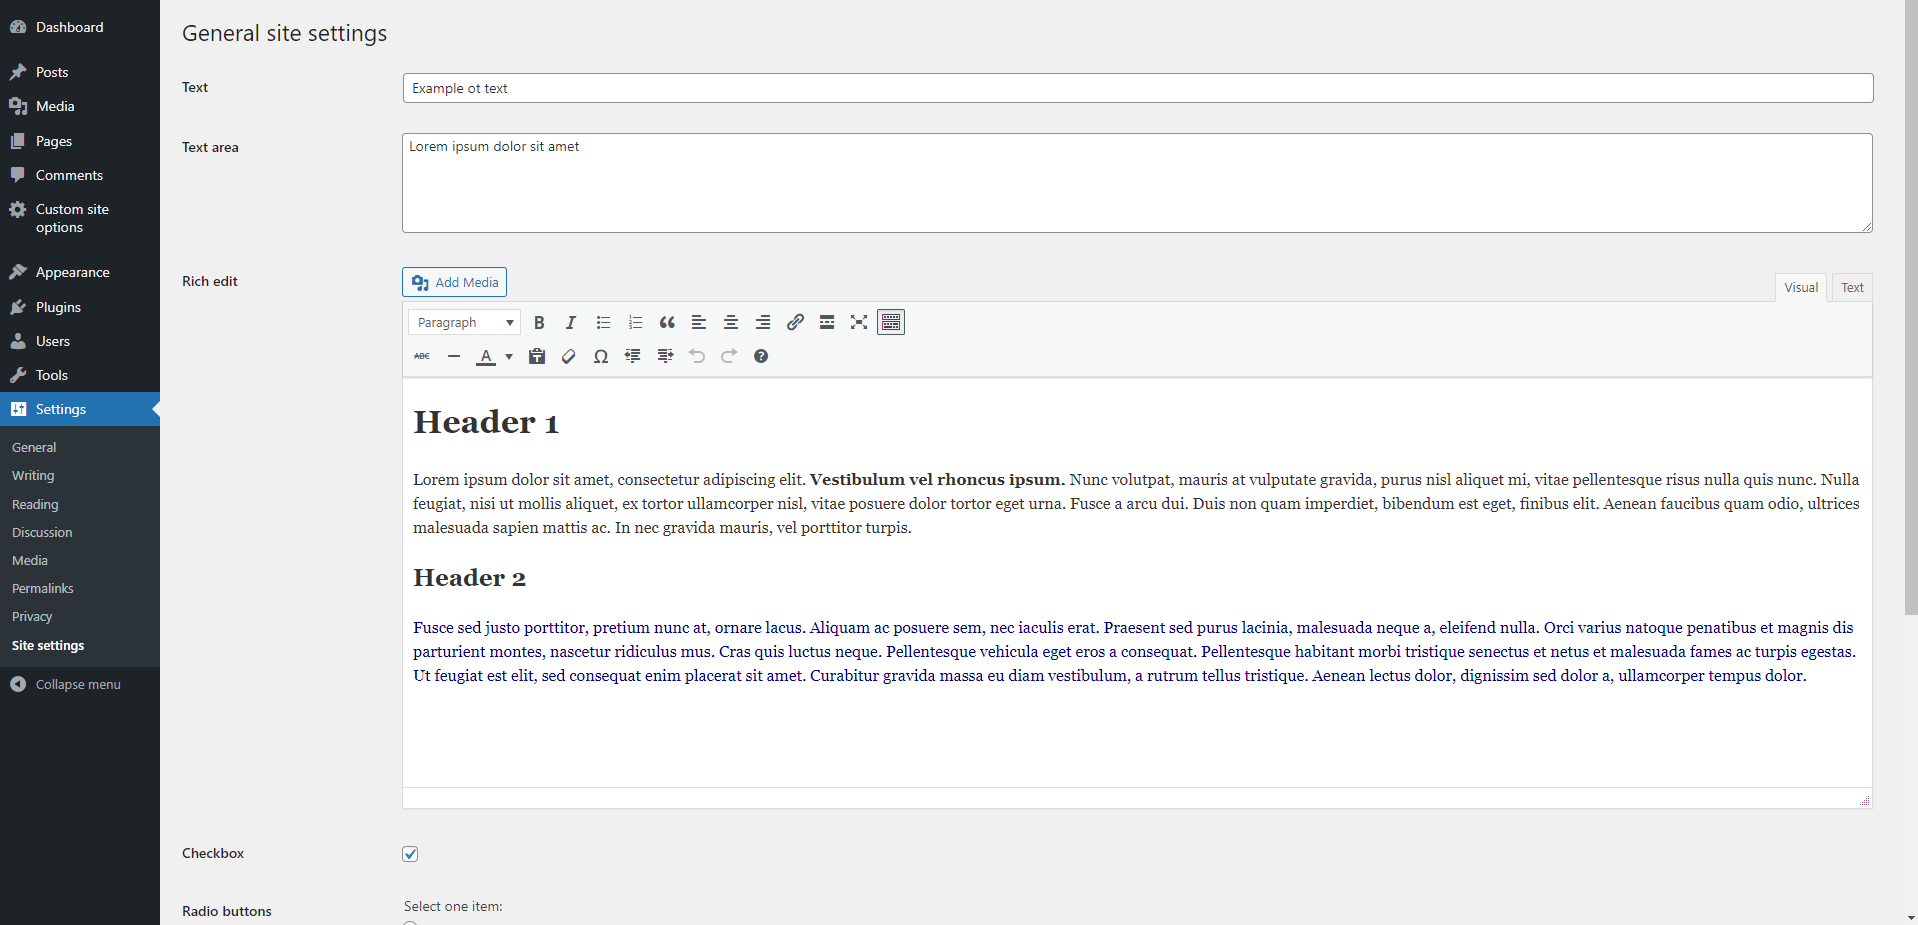 Dashboard
Posts
Media
Pages
Comments
Custom site
options
Appearance
Plugins
Users
Tools
Settings
General
Writing
Reading
Discussion
Media
Permalinks
Privacy
Site settings
Collapse menu
General site settings
Text
Example ot text
Text area
Lorem ipsum dolor sit amet
Rich edit
Add Media
Visual
Text
Paragraph
B
I
ABC
A
Ω
Header 1
Lorem ipsum dolor sit amet, consectetur adipiscing elit. Vestibulum vel rhoncus ipsum. Nunc volutpat, mauris at vulputate gravida, purus nisl aliquet mi, vitae pellentesque risus nulla quis nunc. Nulla
feugiat, nisi ut mollis aliquet, ex tortor ullamcorper nisl, vitae posuere dolor tortor eget urna. Fusce a arcu dui. Duis non quam imperdiet, bibendum est eget, finibus elit. Aenean faucibus quam odio, ultrices
malesuada sapien mattis ac. In nec gravida mauris, vel porttitor turpis.
Header 2
Fusce sed justo porttitor, pretium nunc at, ornare lacus. Aliquam ac posuere sem, nec iaculis erat. Praesent sed purus lacinia, malesuada neque a, eleifend nulla. Orci varius natoque penatibus et magnis dis
parturient montes, nascetur ridiculus mus. Cras quis luctus neque. Pellentesque vehicula eget eros a consequat. Pellentesque habitant morbi tristique senectus et netus et malesuada fames ac turpis egestas.
Ut feugiat est elit, sed consequat enim placerat sit amet. Curabitur gravida massa eu diam vestibulum, a rutrum tellus tristique. Aenean lectus dolor, dignissim sed dolor a, ullamcorper tempus dolor.
Checkbox
Radio buttons
Select one item: